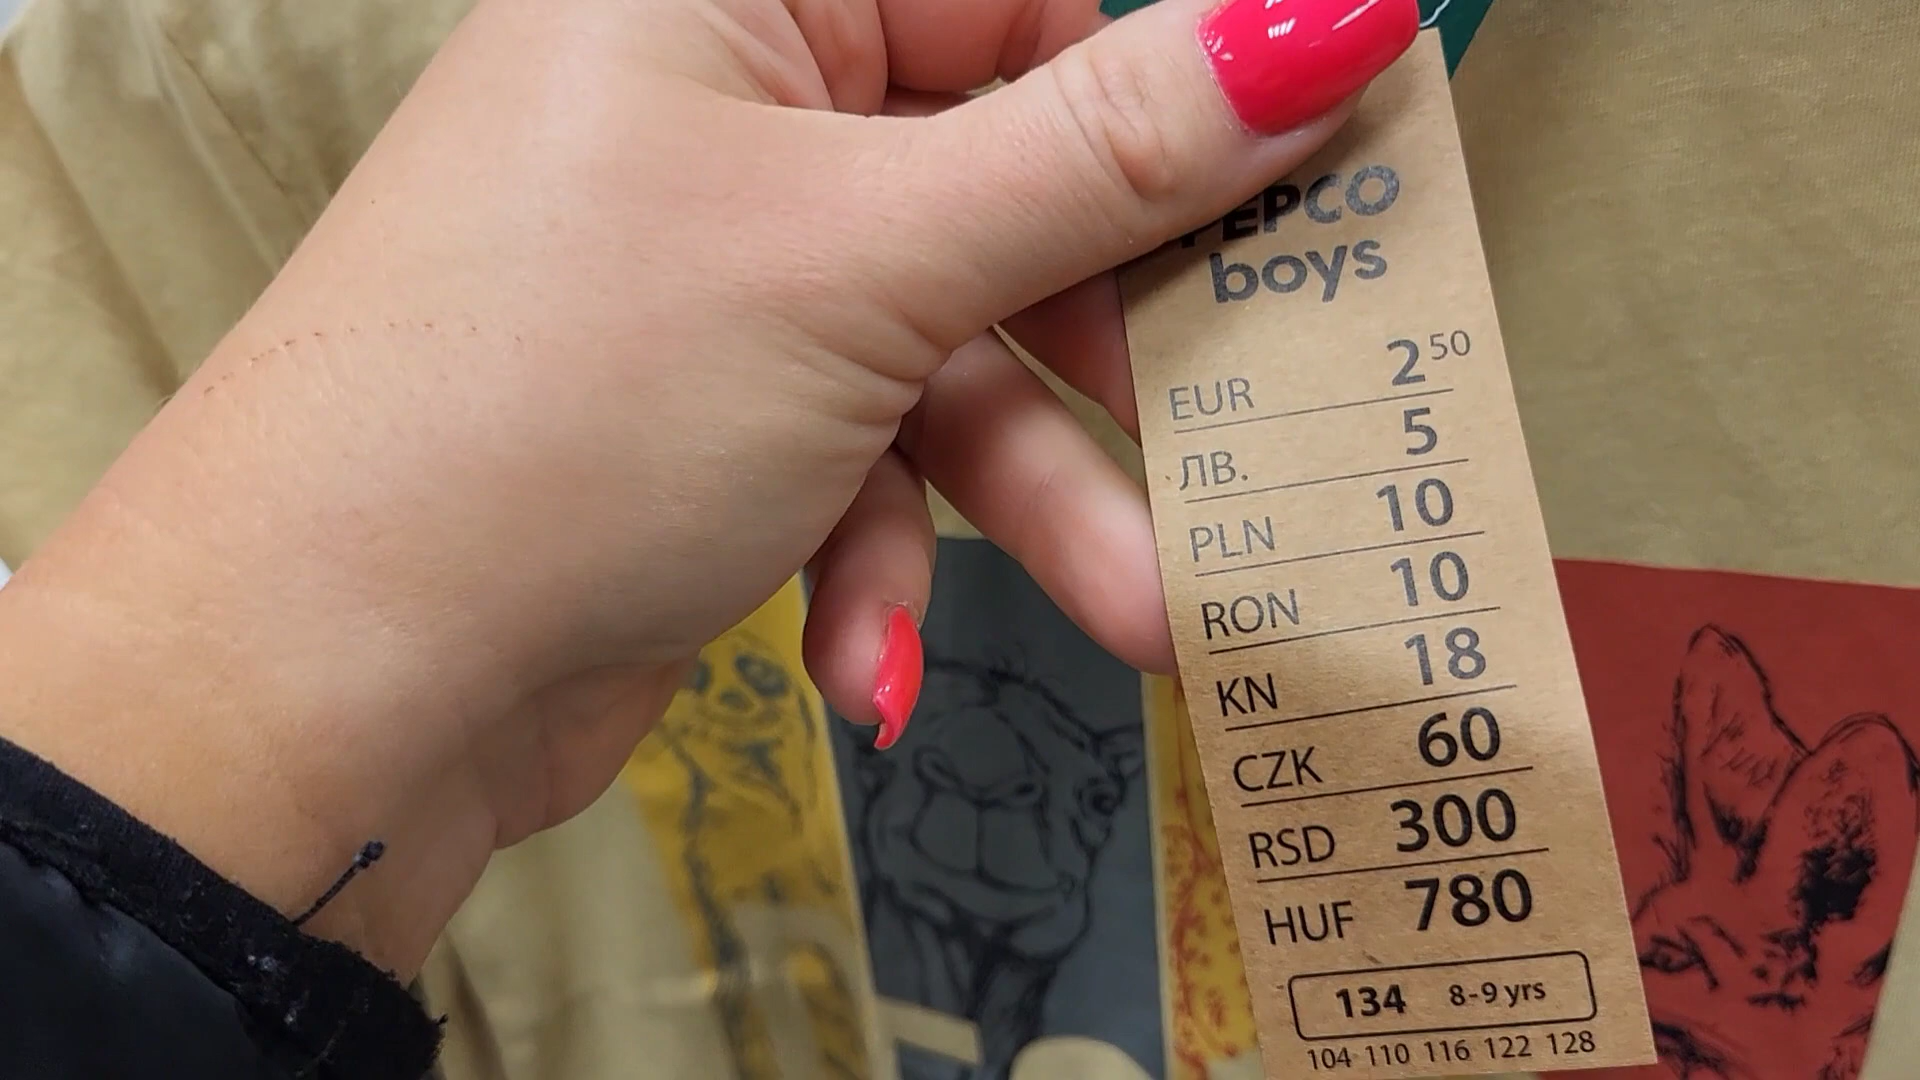 PEPCO
boys
EUR 2 50
ЛВ. 5
PLN 10
RON 10
KN 18
CZK 60
RSD 300
HUF 780
134 8-9 yrs
104 110 116 122 128